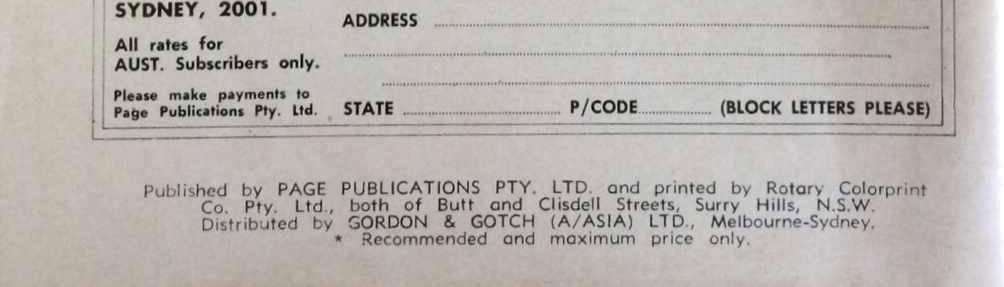 SYDNEY, 2001.
ADDRESS
All rates for
AUST. Subscribers only.
Please make payments to
Page Publications Pty. Ltd.
STATE P/CODE (BLOCK LETTERS PLEASE)
Published by PAGE PUBLICATIONS PTY. LTD. and printed by Rotary Colorprint
Co. Pty. Ltd., both of Butt and Clisdell Streets, Surry Hills, N.S.W.
Distributed by GORDON & GOTCH (A/ASIA) LTD., Melbourne-Sydney.
* Recommended and maximum price only.